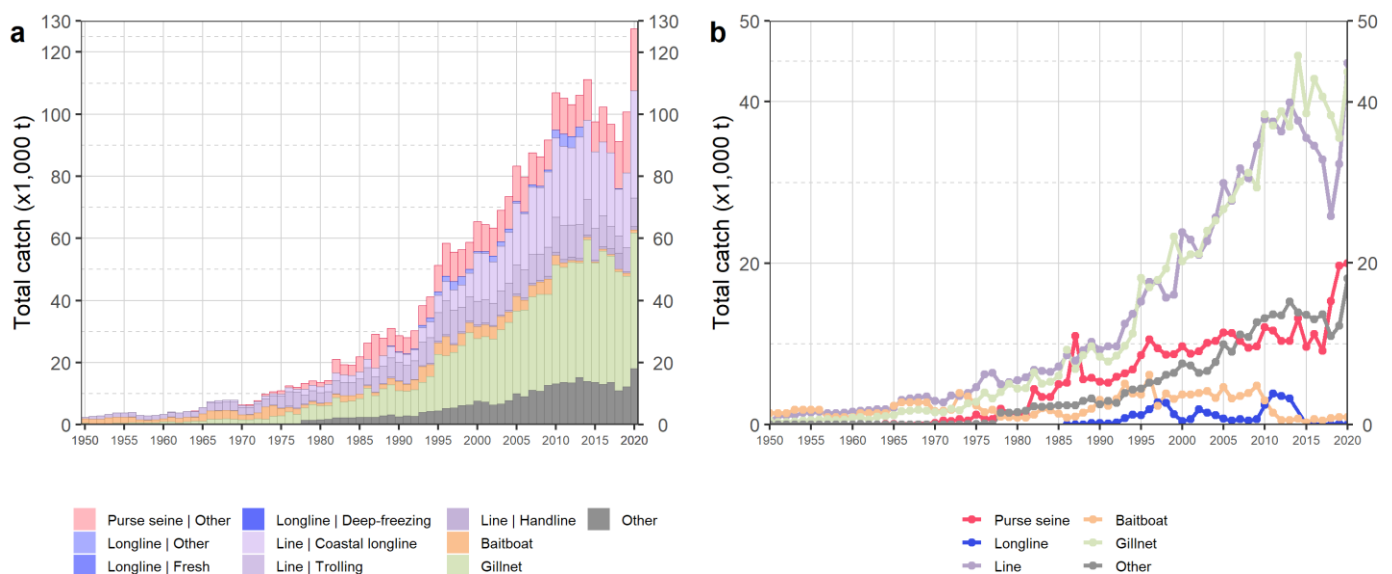 a
Total catch (x1,000 t)
130
120
100
80
60
40
20
0
130
120
100
80
60
40
20
0
1950 1955 1960 1965 1970 1975 1980 1985 1990 1995 2000 2005 2010 2015 2020
Purse seine | Other
Longline | Other
Longline | Fresh
Longline | Deep-freezing
Line | Coastal longline
Line | Trolling
Line | Handline
Baitboat
Gillnet
Other
b
Total catch (x1,000 t)
50
40
20
0
50
40
20
0
1950 1955 1960 1965 1970 1975 1980 1985 1990 1995 2000 2005 2010 2015 2020
Purse seine
Longline
Line
Baitboat
Gillnet
Other